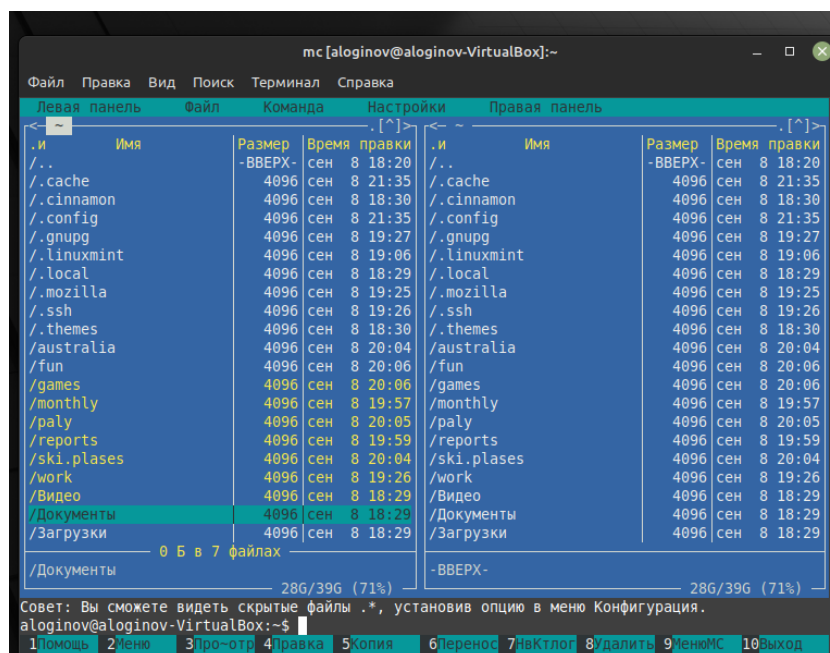 mc [aloginov@aloginov-VirtualBox]:~
Файл Правка Вид Поиск Терминал Справка
Левая панель Файл Команда Настройки Правая панель
<- ~ .[^]> <- ~ .[^]>
.и Имя Размер Время правки .и Имя Размер Время правки
/.. -ВВЕРХ- сен 8 18:20 /.. -ВВЕРХ- сен 8 18:20
/.cache 4096 сен 8 21:35 /.cache 4096 сен 8 21:35
/.cinnamon 4096 сен 8 18:30 /.cinnamon 4096 сен 8 18:30
/.config 4096 сен 8 21:35 /.config 4096 сен 8 21:35
/.gnupg 4096 сен 8 19:27 /.gnupg 4096 сен 8 19:27
/.linuxmint 4096 сен 8 19:06 /.linuxmint 4096 сен 8 19:06
/.local 4096 сен 8 18:29 /.local 4096 сен 8 18:29
/.mozilla 4096 сен 8 19:25 /.mozilla 4096 сен 8 19:25
/.ssh 4096 сен 8 19:26 /.ssh 4096 сен 8 19:26
/.themes 4096 сен 8 18:30 /.themes 4096 сен 8 18:30
/australia 4096 сен 8 20:04 /australia 4096 сен 8 20:04
/fun 4096 сен 8 20:06 /fun 4096 сен 8 20:06
/games 4096 сен 8 20:06 /games 4096 сен 8 20:06
/monthly 4096 сен 8 19:57 /monthly 4096 сен 8 19:57
/paly 4096 сен 8 20:05 /paly 4096 сен 8 20:05
/reports 4096 сен 8 19:59 /reports 4096 сен 8 19:59
/ski.plases 4096 сен 8 20:04 /ski.plases 4096 сен 8 20:04
/work 4096 сен 8 19:26 /work 4096 сен 8 19:26
/Видео 4096 сен 8 18:29 /Видео 4096 сен 8 18:29
/Документы 4096 сен 8 18:29 /Документы 4096 сен 8 18:29
/Загрузки 4096 сен 8 18:29 /Загрузки 4096 сен 8 18:29
0 Б в 7 файлах
/Документы -ВВЕРХ-
28G/39G (71%) 28G/39G (71%)
Совет: Вы сможете видеть скрытые файлы .*, установив опцию в меню Конфигурация.
aloginov@aloginov-VirtualBox:~$
1Помощь 2Меню 3Про~отр 4Правка 5Копия 6Перенос 7НвКтлог 8Удалить 9МенюМС 10Выход